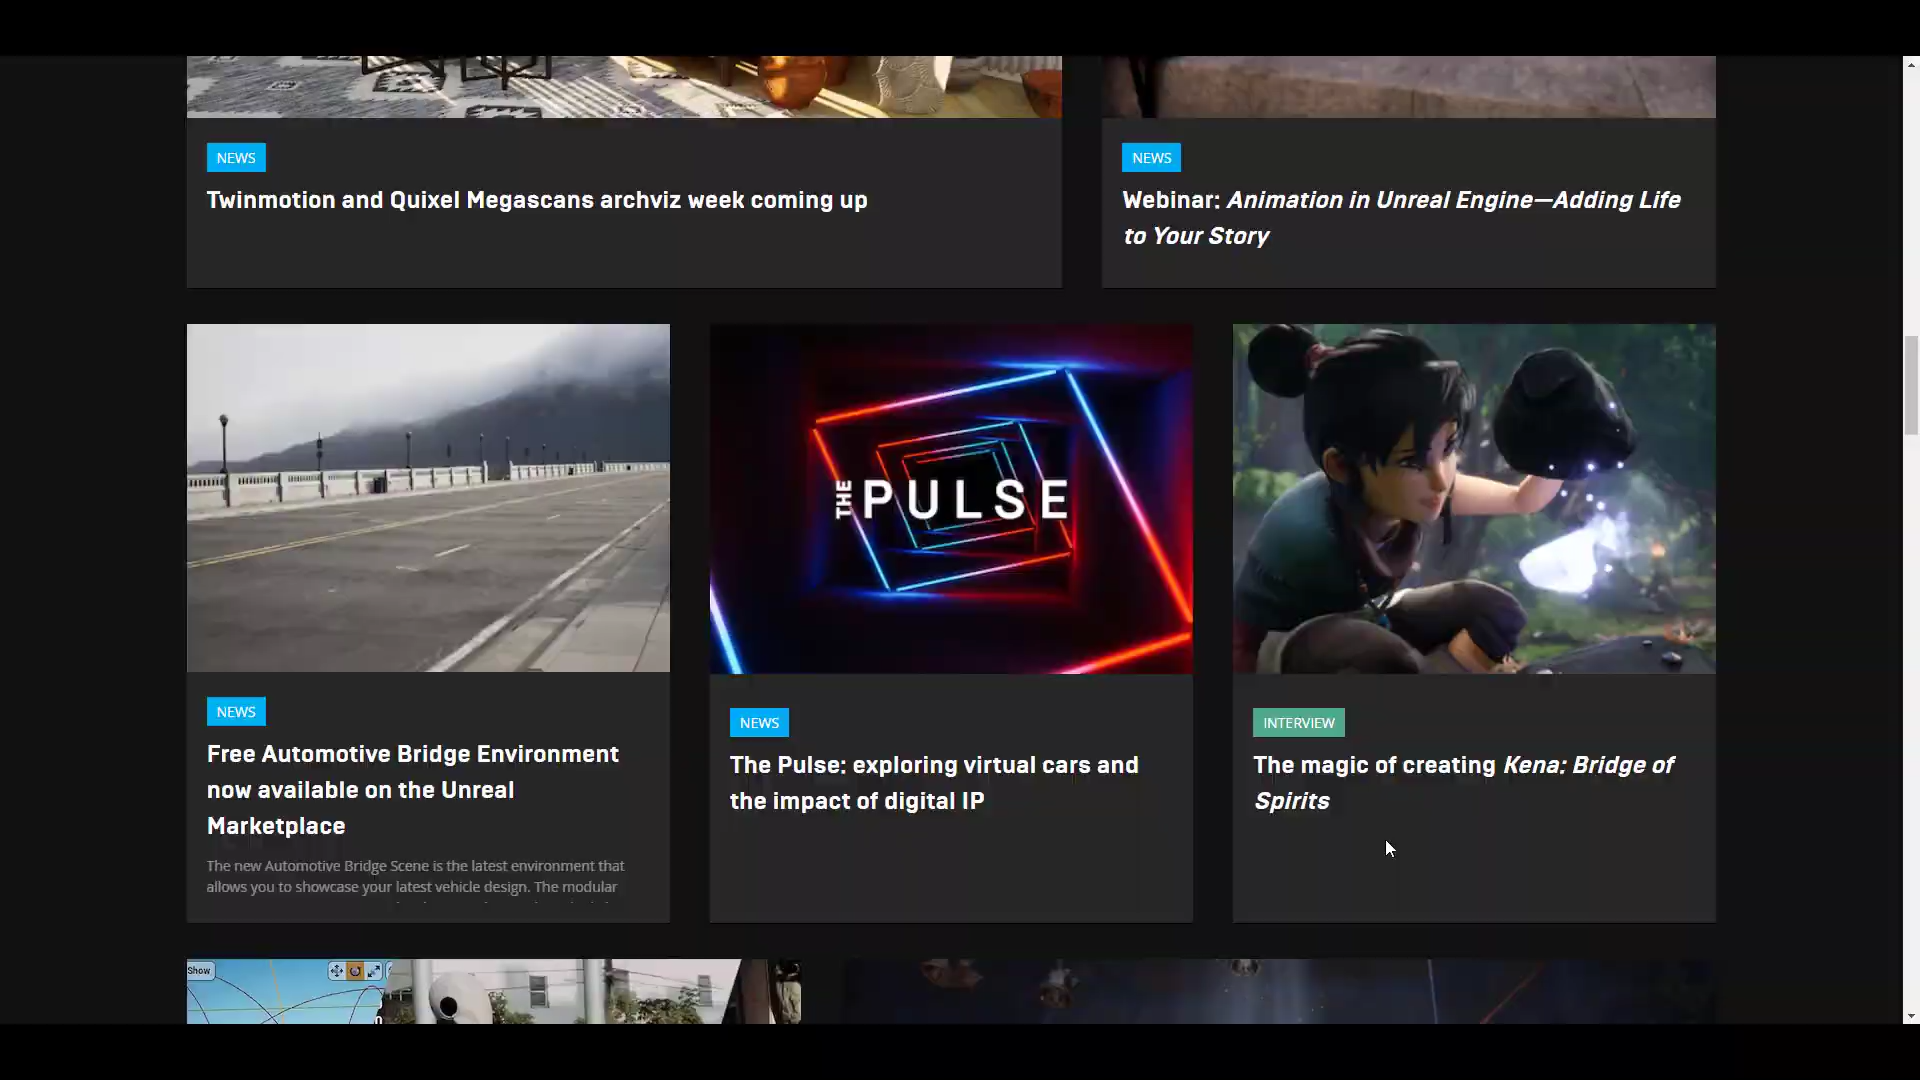 NEWS
Twinmotion and Quixel Megascans archviz week coming up
NEWS
Webinar: Animation in Unreal Engine—Adding Life
to Your Story
THE PULSE
NEWS
Free Automotive Bridge Environment
now available on the Unreal
Marketplace
The new Automotive Bridge Scene is the latest environment that
allows you to showcase your latest vehicle design. The modular
NEWS
The Pulse: exploring virtual cars and
the impact of digital IP
INTERVIEW
The magic of creating Kena: Bridge of
Spirits
Show